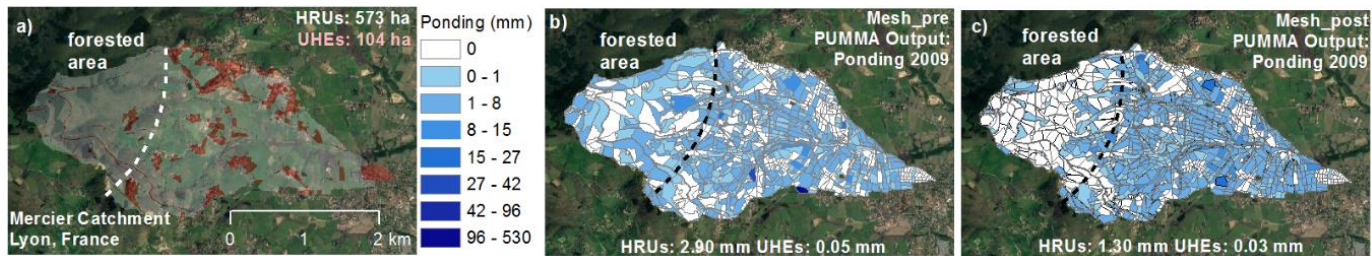 a)
HRUs: 573 ha
UHEs: 104 ha
forested
area
Mercier Catchment
Lyon, France
0 1 2 km
Ponding (mm)
0
0 - 1
1 - 8
8 - 15
15 - 27
27 - 42
42 - 96
96 - 530
b)
Mesh_pre
PUMMA Output:
Ponding 2009
forested
area
HRUs: 2.90 mm UHEs: 0.05 mm
c)
Mesh_post
PUMMA Output:
Ponding 2009
forested
area
HRUs: 1.30 mm UHEs: 0.03 mm